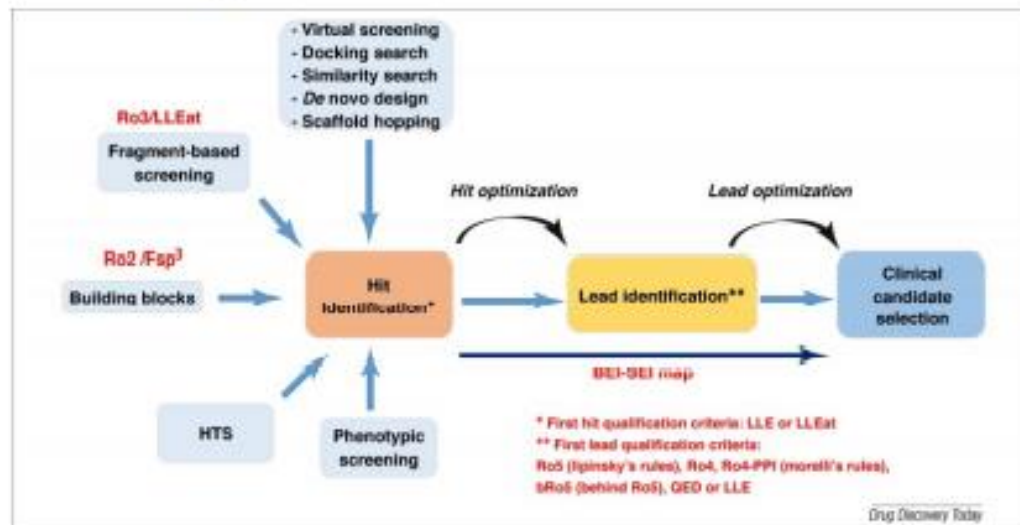 - Virtual screening
- Docking search
- Similarity search
- De novo design
- Scaffold hopping
Ro3/LLEat
Fragment-based
screening
Hit optimization
Lead optimization
Ro2 /Fsp³
Building blocks
Hit
identification*
Lead identification**
Clinical
candidate
selection
BEI-SEI map
HTS
Phenotypic
screening
* First hit qualification criteria: LLE or LLEat
** First lead qualification criteria:
Ro5 (lipinsky's rules), Ro4, Ro4-PPI (morelli's rules),
bRo5 (behind Ro5), QED or LLE
Drug Discovery Today